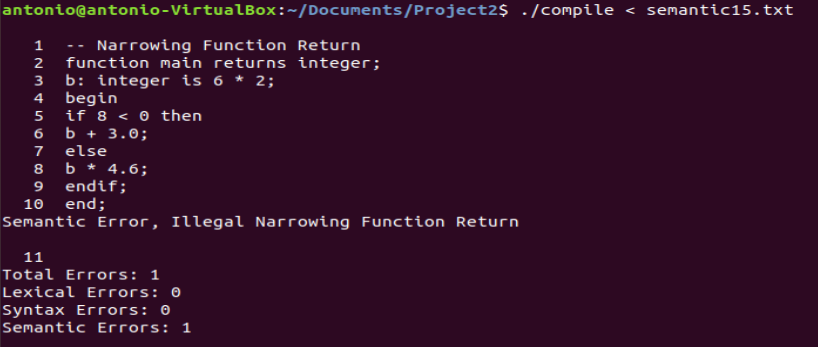 antonio@antonio-VirtualBox:~/Documents/Project2$ ./compile < semantic15.txt
1 -- Narrowing Function Return
2 function main returns integer;
3 b: integer is 6 * 2;
4 begin
5 if 8 < 0 then
6 b + 3.0;
7 else
8 b * 4.6;
9 endif;
10 end;
Semantic Error, Illegal Narrowing Function Return
11
Total Errors: 1
Lexical Errors: 0
Syntax Errors: 0
Semantic Errors: 1